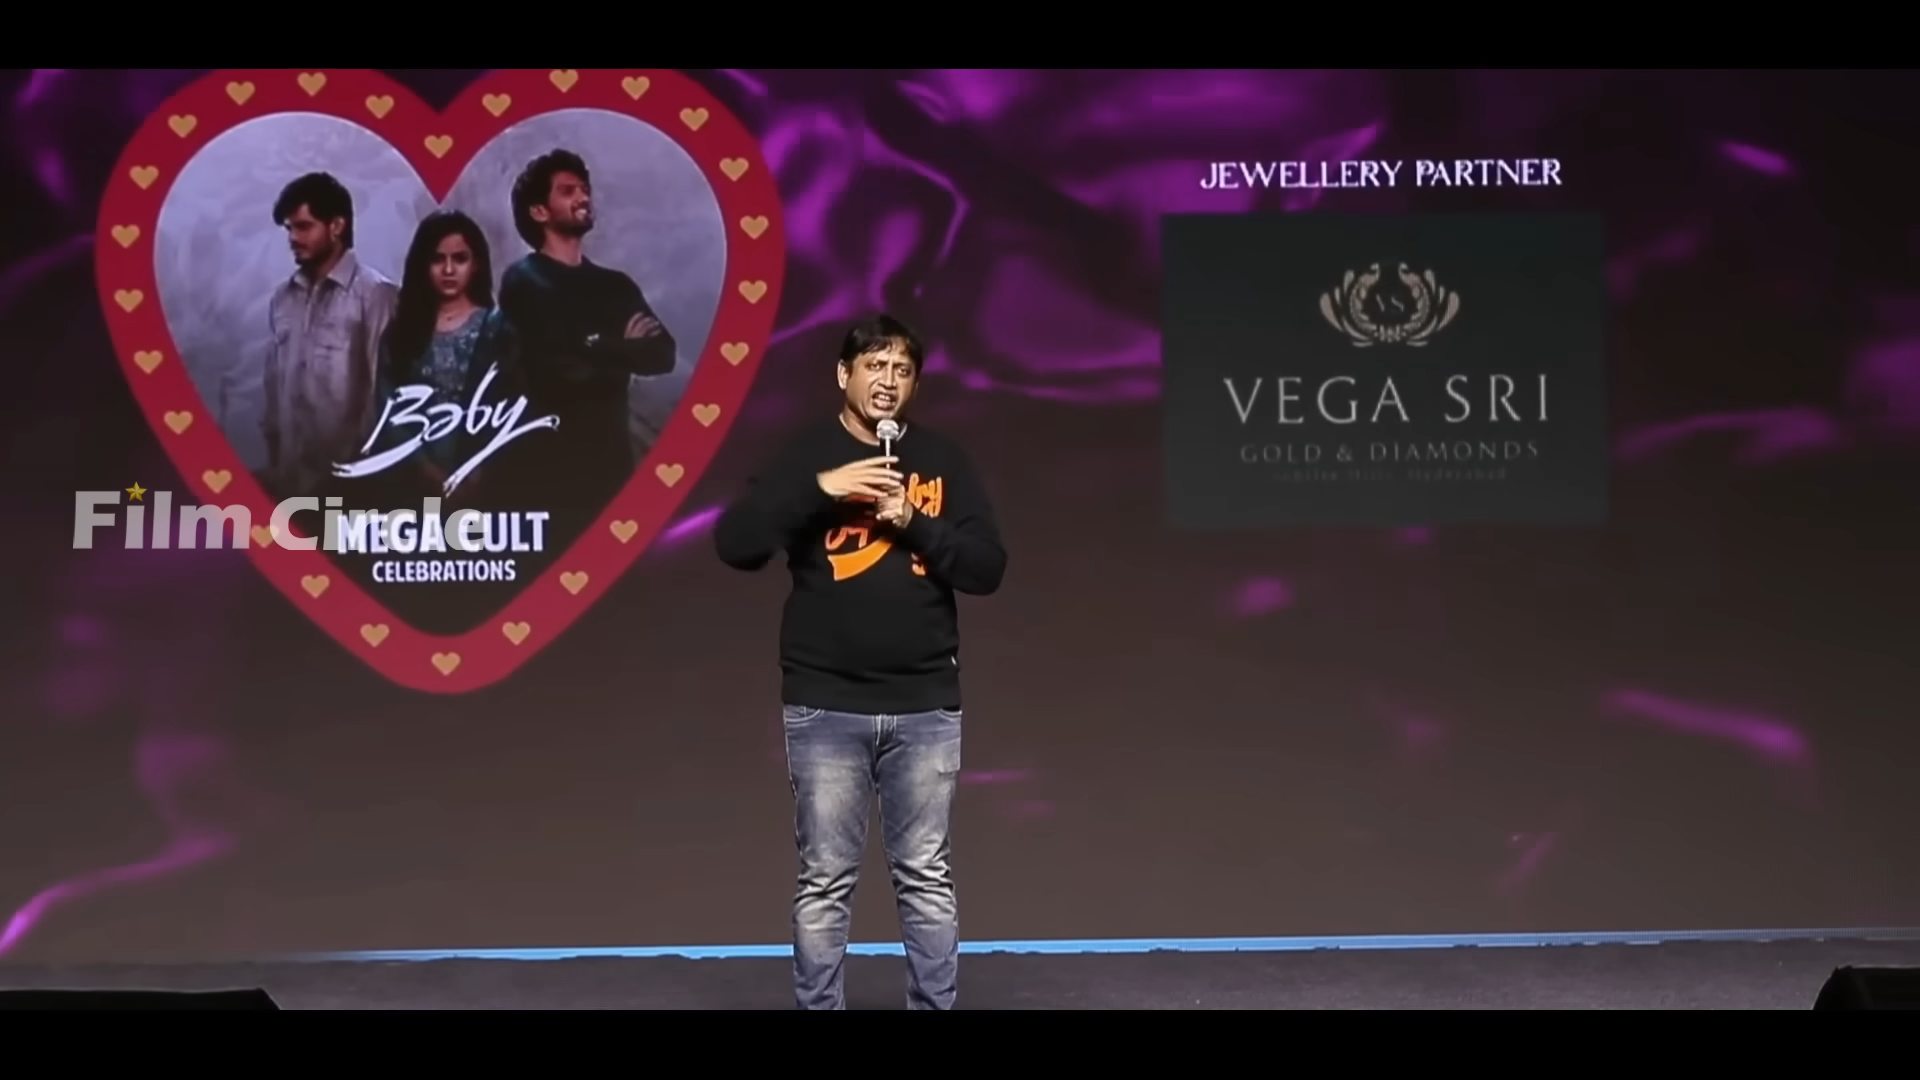 JEWELLERY PARTNER
VS
VEGA SRI
GOLD & DIAMONDS
Baby
Film Circle
MEGA CULT
CELEBRATIONS